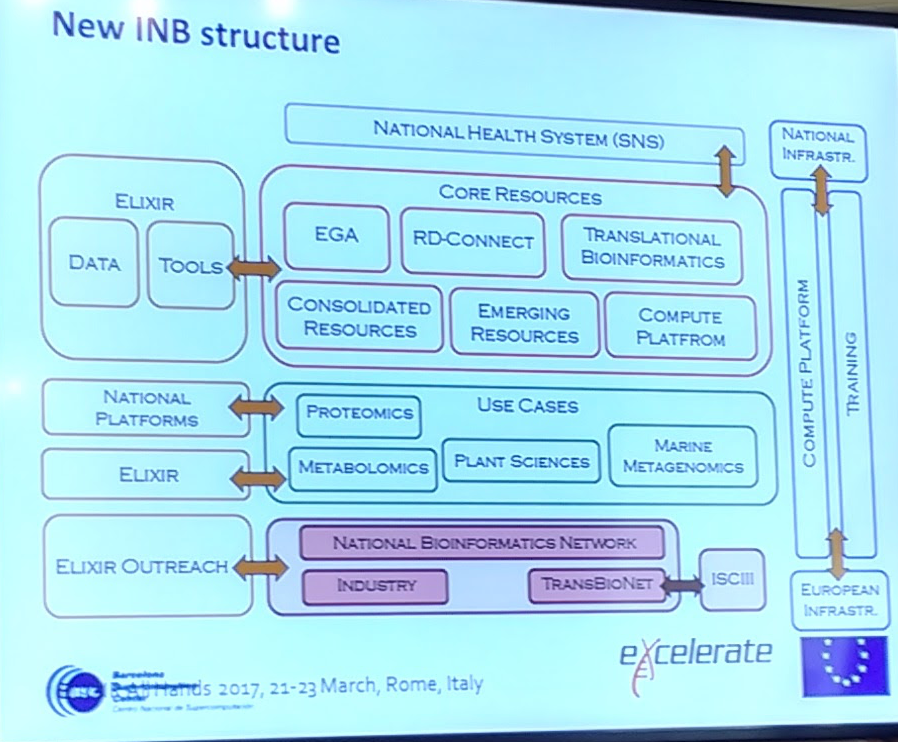 New INB structure
NATIONAL HEALTH SYSTEM (SNS)
NATIONAL
INFRASTR.
ELIXIR
DATA
TOOLS
CORE RESOURCES
EGA
RD-CONNECT
TRANSLATIONAL
BIOINFORMATICS
CONSOLIDATED
RESOURCES
EMERGING
RESOURCES
COMPUTE
PLATFROM
COMPUTE PLATFORM
TRAINING
NATIONAL
PLATFORMS
ELIXIR
USE CASES
PROTEOMICS
METABOLOMICS
PLANT SCIENCES
MARINE
METAGENOMICS
ELIXIR OUTREACH
NATIONAL BIOINFORMATICS NETWORK
INDUSTRY
TRANSBIONET
ISCIII
EUROPEAN
INFRASTR.
excelerate
Barcelona
Center
Centro Nacional de Supercomputación
Hands 2017, 21-23 March, Rome, Italy